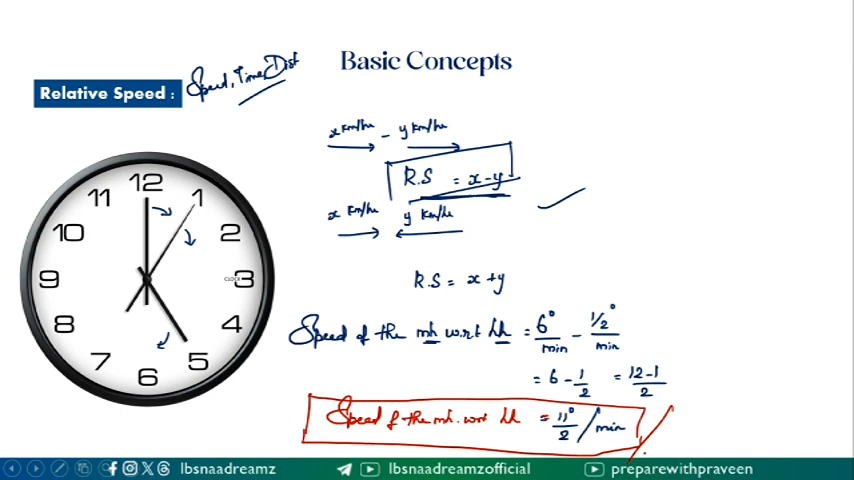 Basic Concepts
Speed, Time, Dist
Relative Speed :
x km/hr - y km/hr
R.S = x-y
x km/hr y km/hr
R.S = x+y
Speed of the mh w.r.t hh = 6°/min - 1/2°/min
= 6 - 1/2 = 12-1/2
Speed of the mh. w.r.t hh = 11°/2 /min
12
1
2
3
4
5
6
7
8
9
10
11
CLOCK
lbsnaadreamz
lbsnaadreamzofficial
preparewithpraveen